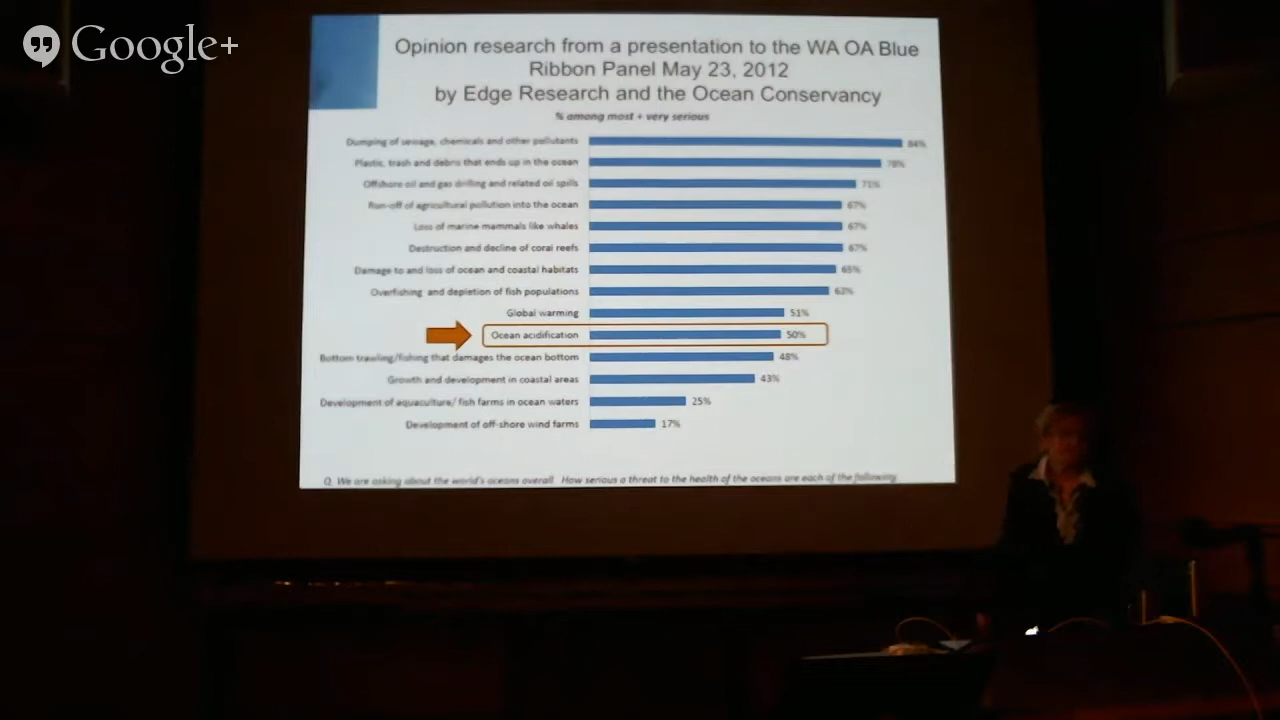 Google+
Opinion research from a presentation to the WA OA Blue
Ribbon Panel May 23, 2012
by Edge Research and the Ocean Conservancy
% among most + very serious
Dumping of sewage, chemicals and other pollutants 84%
Plastic, trash and debris that ends up in the ocean 78%
Offshore oil and gas drilling and related oil spills 71%
Run-off of agricultural pollution into the ocean 67%
Loss of marine mammals like whales 67%
Destruction and decline of coral reefs 67%
Damage to and loss of ocean and coastal habitats 65%
Overfishing and depletion of fish populations 62%
Global warming 51%
Ocean acidification 50%
Bottom trawling/fishing that damages the ocean bottom 48%
Growth and development in coastal areas 43%
Development of aquaculture/ fish farms in ocean waters 25%
Development of off-shore wind farms 17%
Q. We are asking about the world's oceans overall. How serious a threat to the health of the oceans are each of the following